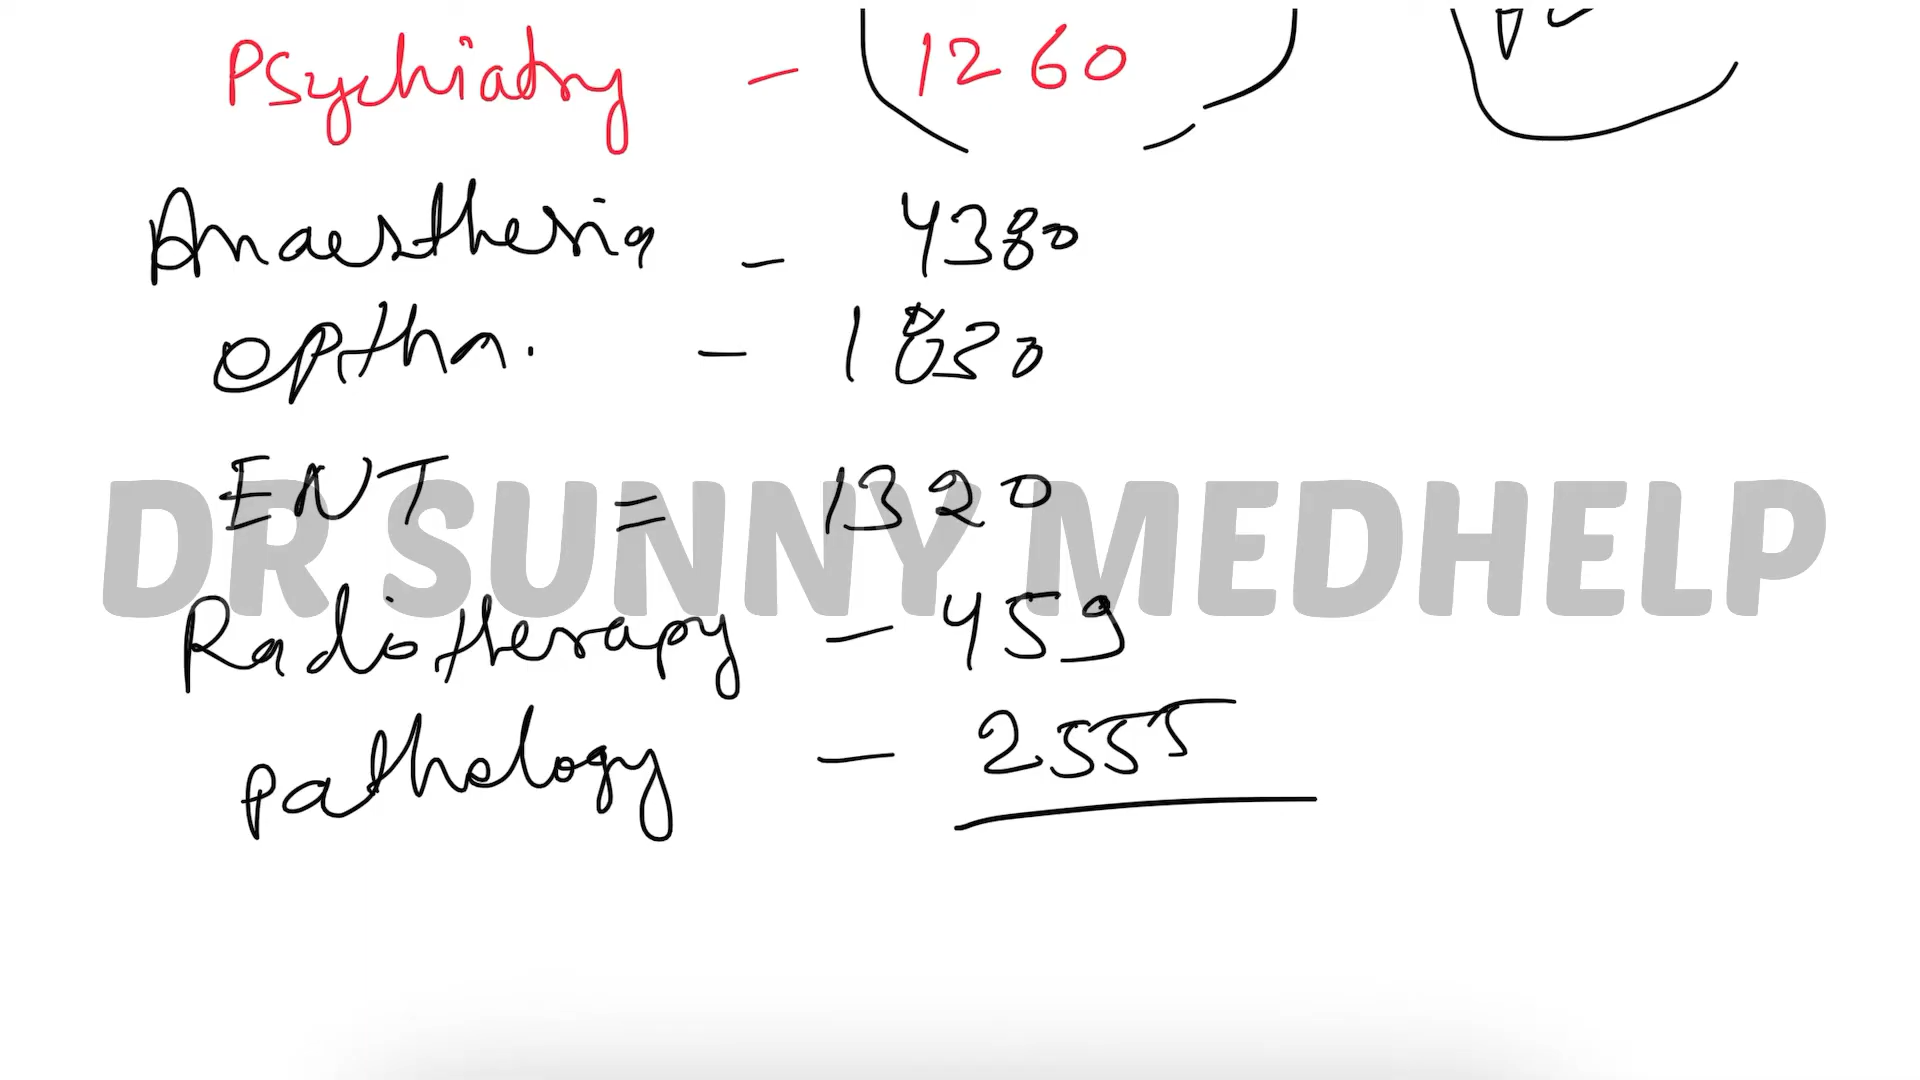 Psychiatry - 1260
Anaesthesia - 4380
Optha. - 1830
ENT = 1320
DR SUNNY MEDHELP
Radiotherapy - 459
Pathology - 2555